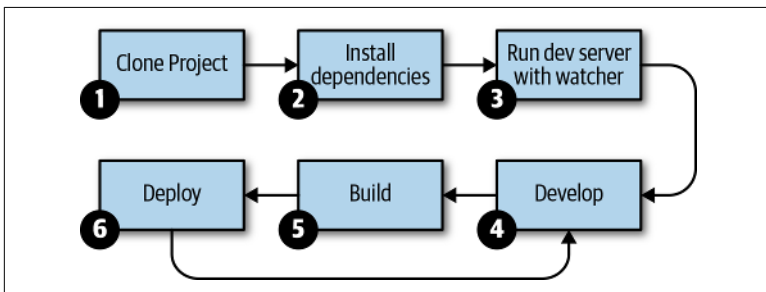 Clone Project
1
Install
dependencies
2
Run dev server
with watcher
3
Develop
4
Build
5
Deploy
6